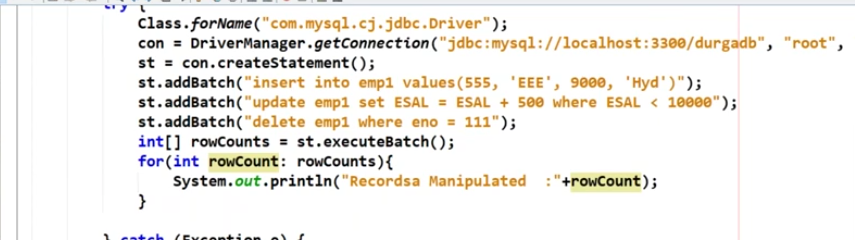 try {
Class.forName("com.mysql.cj.jdbc.Driver");
con = DriverManager.getConnection("jdbc:mysql://localhost:3300/durgadb", "root",
st = con.createStatement();
st.addBatch("insert into emp1 values(555, 'EEE', 9000, 'Hyd')");
st.addBatch("update emp1 set ESAL = ESAL + 500 where ESAL < 10000");
st.addBatch("delete emp1 where eno = 111");
int[] rowCounts = st.executeBatch();
for(int rowCount: rowCounts){
System.out.println("Recordsa Manipulated  :"+rowCount);
}
} catch (Exception e) {